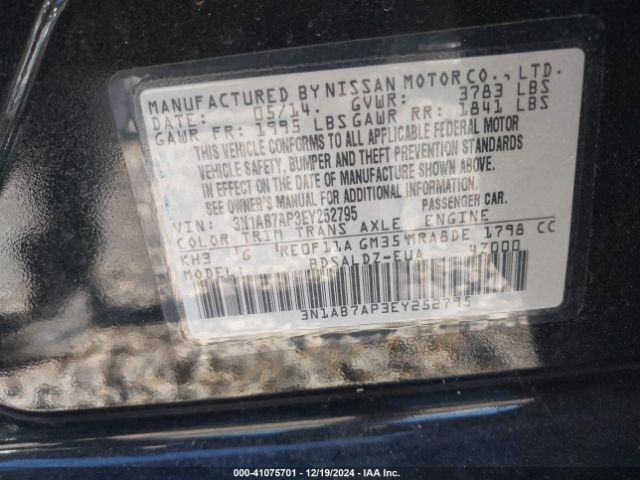 MANUFACTURED BY NISSAN MOTOR CO., LTD.
DATE: 05/14. GVWR: 3783 LBS
GAWR FR: 1995 LBS GAWR RR: 1841 LBS
THIS VEHICLE CONFORMS TO ALL APPLICABLE FEDERAL MOTOR
VEHICLE SAFETY, BUMPER AND THEFT PREVENTION STANDARDS
IN EFFECT ON THE DATE OF MANUFACTURE SHOWN ABOVE.
SEE OWNER'S MANUAL FOR ADDITIONAL INFORMATION.
VIN: 3N1AB7AP3EY252795 PASSENGER CAR.
COLOR TRIM TRANS AXLE ENGINE
KH3 G RE0F11A GM35 MRA8DE 1798 CC
MODEL: BDSALDZ-EUA 47000
3N1AB7AP3EY252795
000-41075701 - 12/19/2024 - IAA Inc.